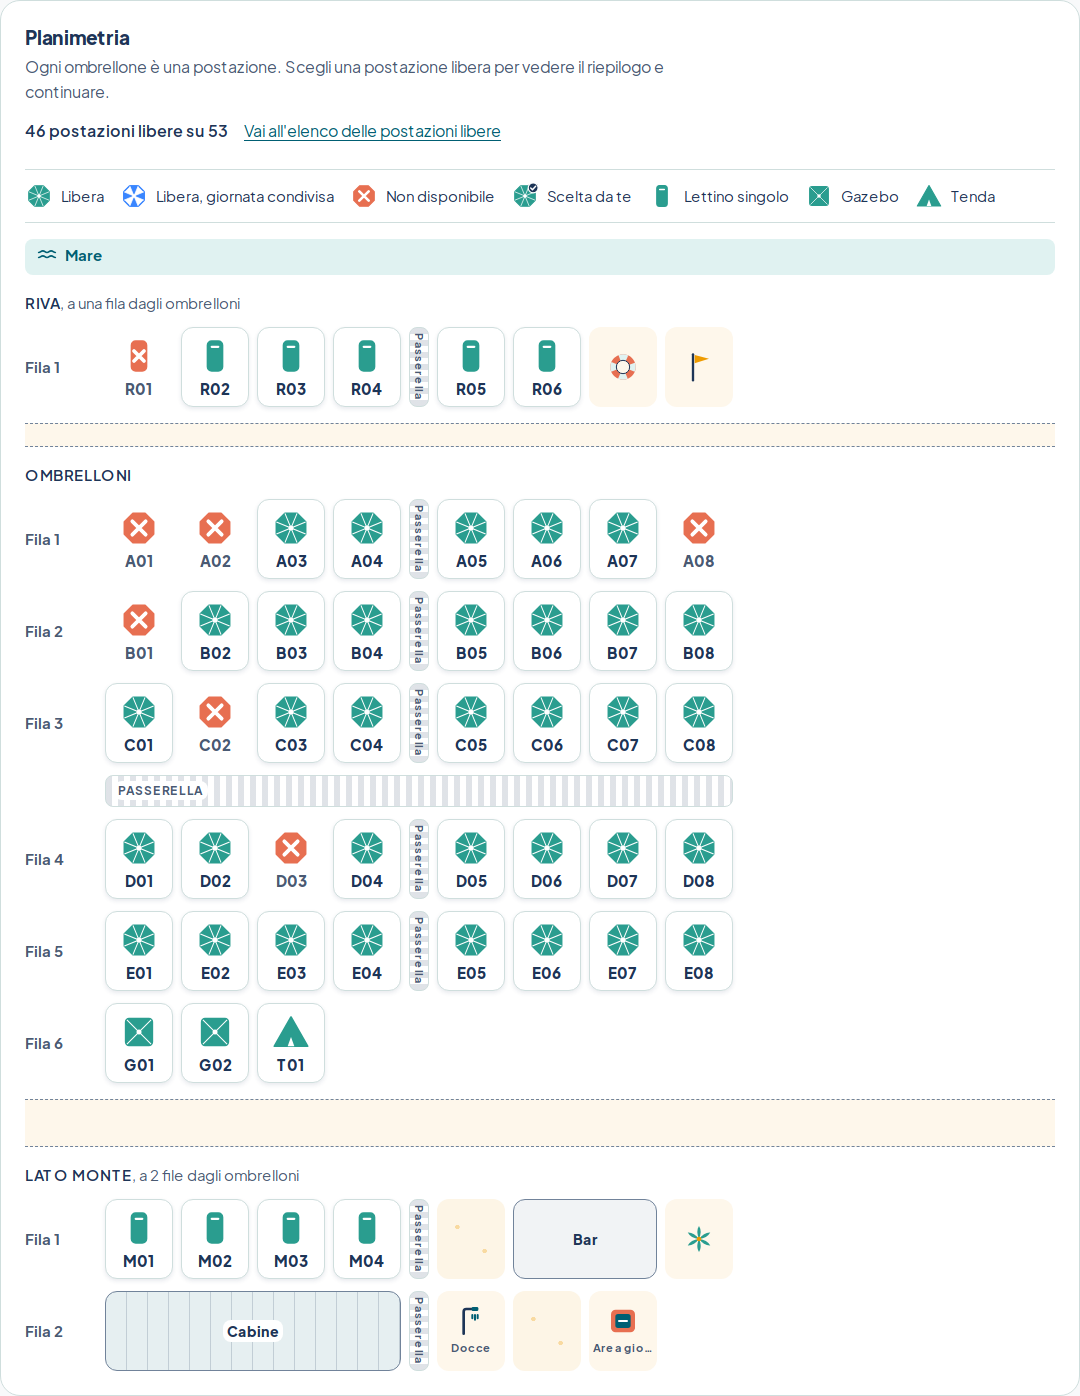 Planimetria
Ogni ombrellone è una postazione. Scegli una postazione libera per vedere il riepilogo e
continuare.
46 postazioni libere su 53 Vai all'elenco delle postazioni libere
Libera Libera, giornata condivisa Non disponibile Scelta da te Lettino singolo Gazebo Tenda
Mare
RIVA, a una fila dagli ombrelloni
Fila 1 R01 R02 R03 R04 Passerella R05 R06
OMBRELLONI
Fila 1 A01 A02 A03 A04 Passerella A05 A06 A07 A08
Fila 2 B01 B02 B03 B04 Passerella B05 B06 B07 B08
Fila 3 C01 C02 C03 C04 Passerella C05 C06 C07 C08
PASSERELLA
Fila 4 D01 D02 D03 D04 Passerella D05 D06 D07 D08
Fila 5 E01 E02 E03 E04 Passerella E05 E06 E07 E08
Fila 6 G01 G02 T01
LATO MONTE, a 2 file dagli ombrelloni
Fila 1 M01 M02 M03 M04 Passerella Bar
Fila 2 Cabine Passerella Docce Area gio…